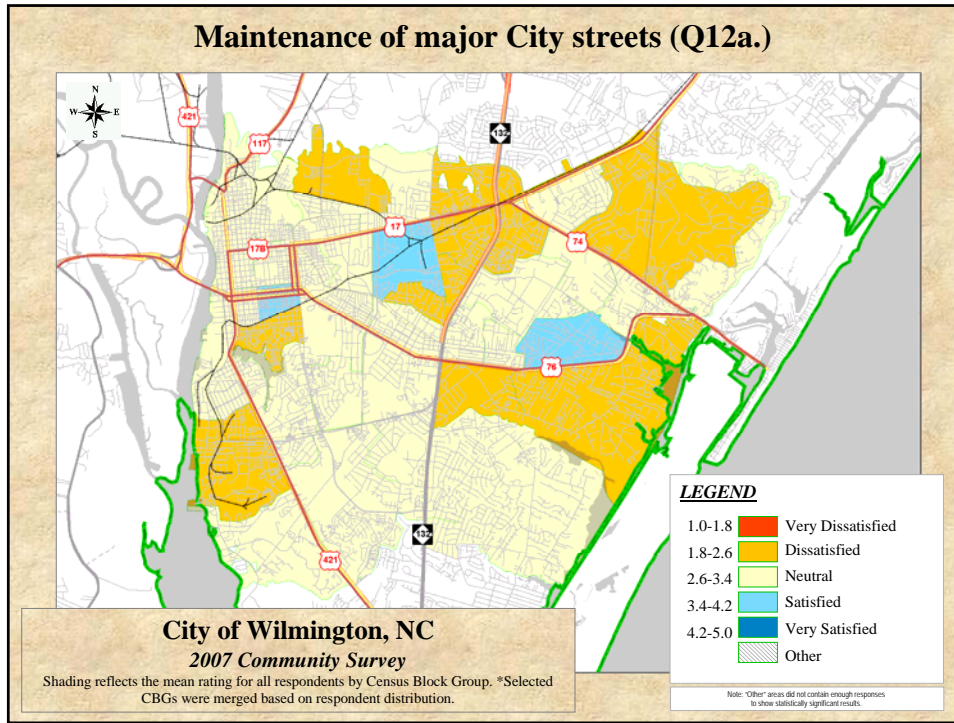 Maintenance of major City streets (Q12a.)
N
W E
S
421
117
132
17
17B
74
76
132
421
LEGEND
1.0-1.8 Very Dissatisfied
1.8-2.6 Dissatisfied
2.6-3.4 Neutral
3.4-4.2 Satisfied
4.2-5.0 Very Satisfied
Other
City of Wilmington, NC
2007 Community Survey
Shading reflects the mean rating for all respondents by Census Block Group. *Selected
CBGs were merged based on respondent distribution.
Note: "Other" areas did not contain enough responses
to show statistically significant results.